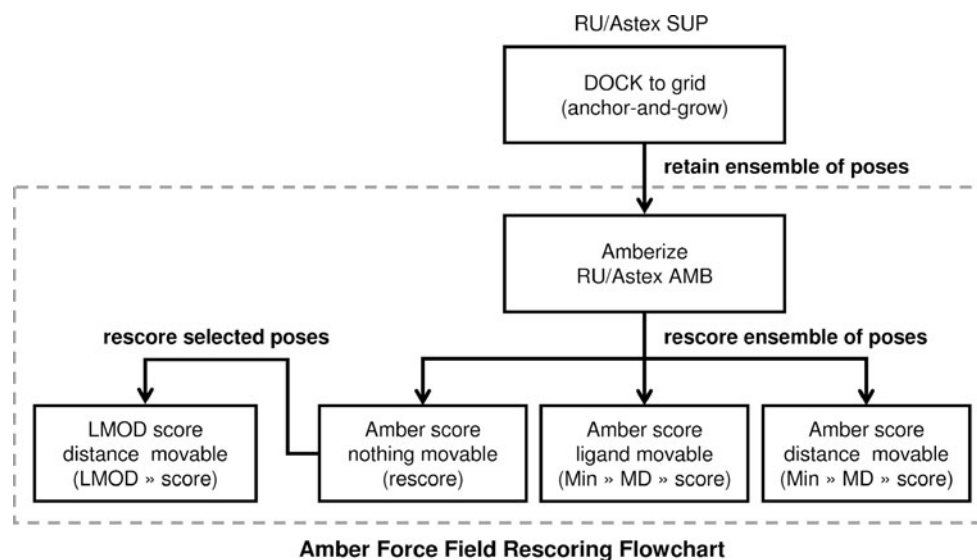 RU/Astex SUP
DOCK to grid
(anchor-and-grow)
retain ensemble of poses
Amberize
RU/Astex AMB
rescore selected poses
rescore ensemble of poses
LMOD score
distance movable
(LMOD » score)
Amber score
nothing movable
(rescore)
Amber score
ligand movable
(Min » MD » score)
Amber score
distance movable
(Min » MD » score)
Amber Force Field Rescoring Flowchart